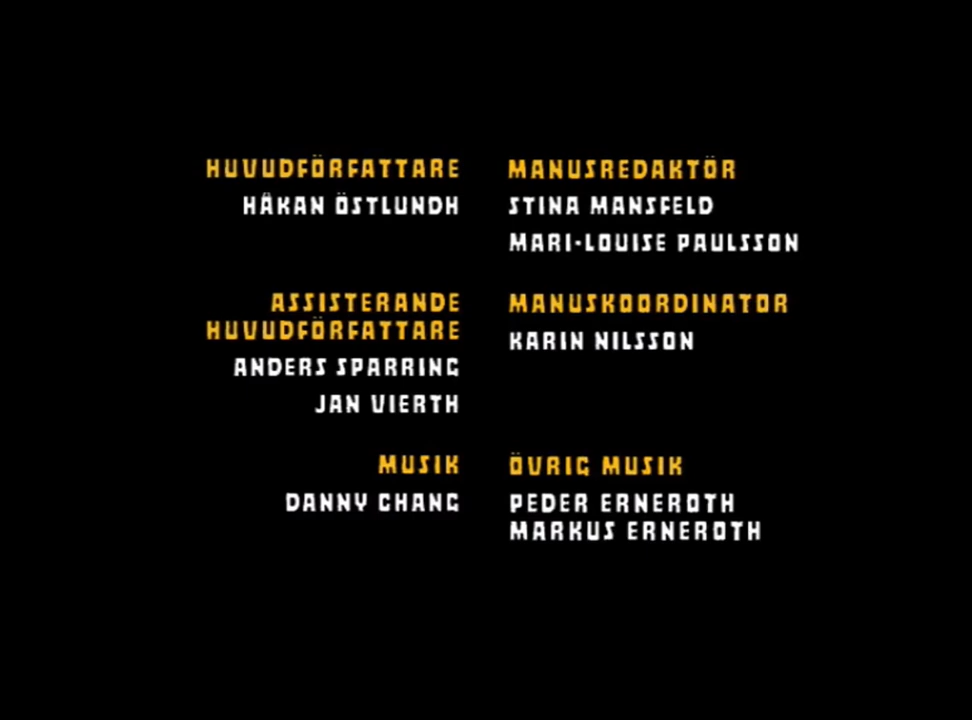 HUVUDFÖRFATTARE
HÅKAN ÖSTLUNDH
MANUSREDAKTÖR
STINA MANSFELD
MARI-LOUISE PAULSSON
ASSISTERANDE
HUVUDFÖRFATTARE
ANDERS SPARRING
JAN VIERTH
MANUSKOORDINATOR
KARIN NILSSON
MUSIK
DANNY CHANG
ÖVRIG MUSIK
PEDER ERNEROTH
MARKUS ERNEROTH